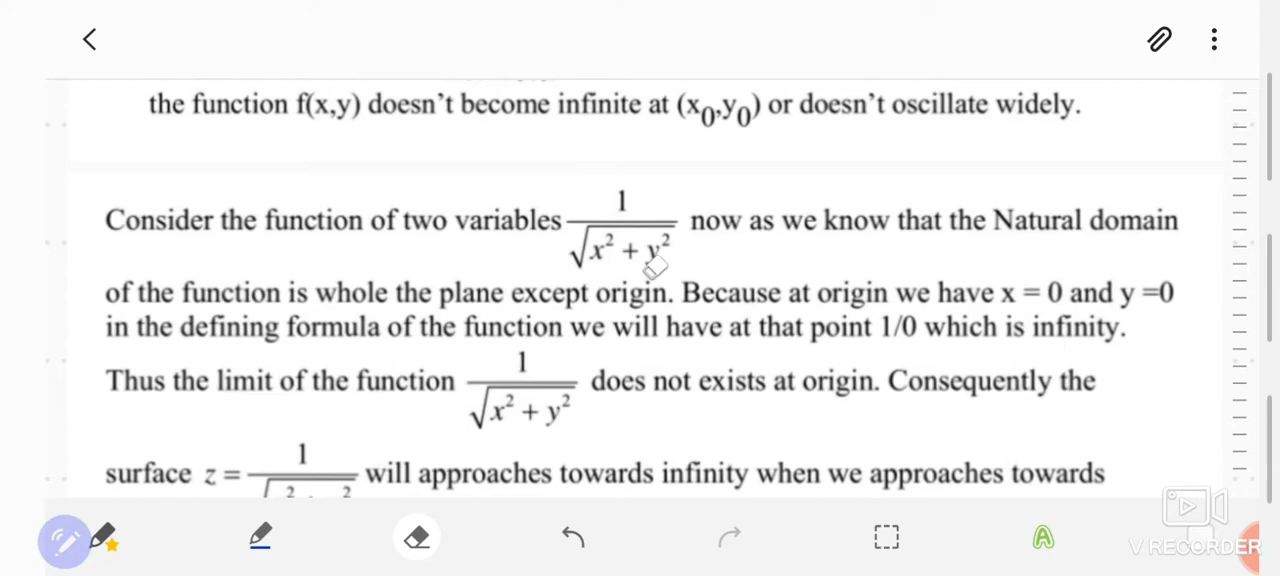 the function f(x,y) doesn’t become infinite at (x₀,y₀) or doesn’t oscillate widely.
Consider the function of two variables 1/√(x² + y²) now as we know that the Natural domain
of the function is whole the plane except origin. Because at origin we have x = 0 and y =0
in the defining formula of the function we will have at that point 1/0 which is infinity.
Thus the limit of the function 1/√(x² + y²) does not exists at origin. Consequently the
surface z = 1/√ ² ² will approaches towards infinity when we approaches towards
A
V RECORDER